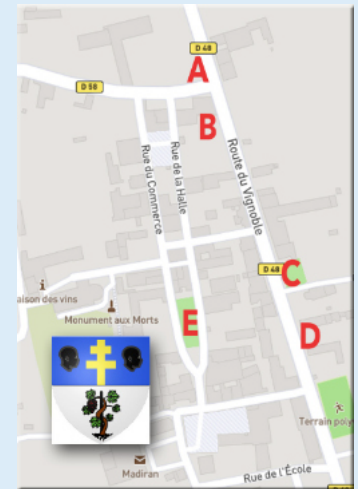 D 48
A
D 58
B
Route du Vignoble
Rue de la Halle
Rue du Commerce
D 48
C
aison des vins
E
Monument aux Morts
D
Terrain poly
Madiran
Rue de l'École